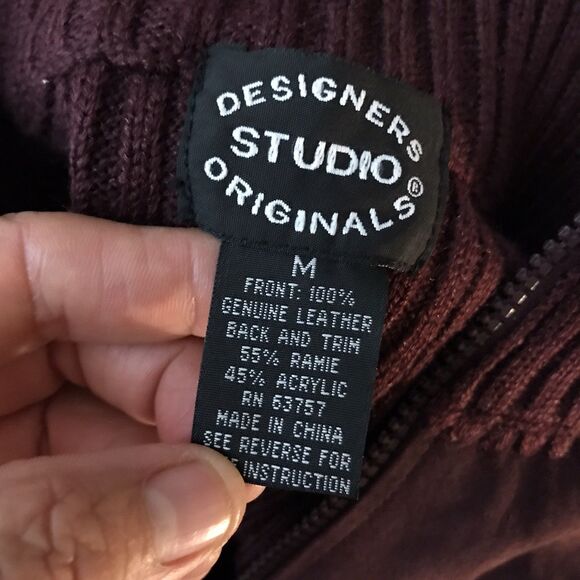 DESIGNERS
STUDIO
ORIGINALS®
M
FRONT: 100%
GENUINE LEATHER
BACK AND TRIM
55% RAMIE
45% ACRYLIC
RN 63757
MADE IN CHINA
SEE REVERSE FOR
INSTRUCTION